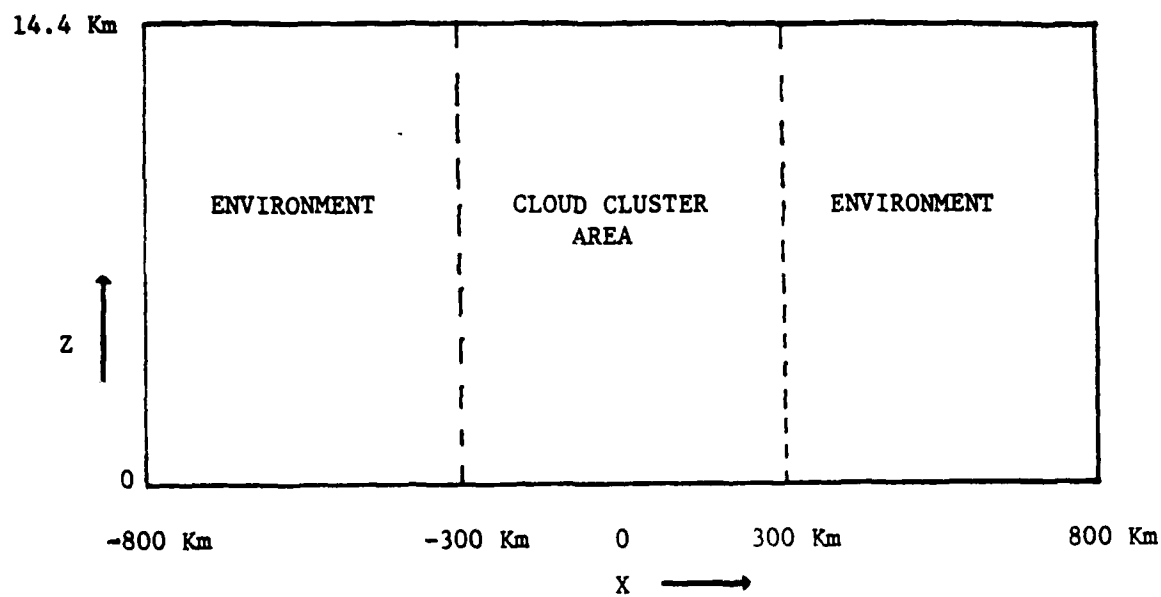 14.4 Km
ENVIRONMENT CLOUD CLUSTER ENVIRONMENT
AREA
Z
0
-800 Km -300 Km 0 300 Km 800 Km
X